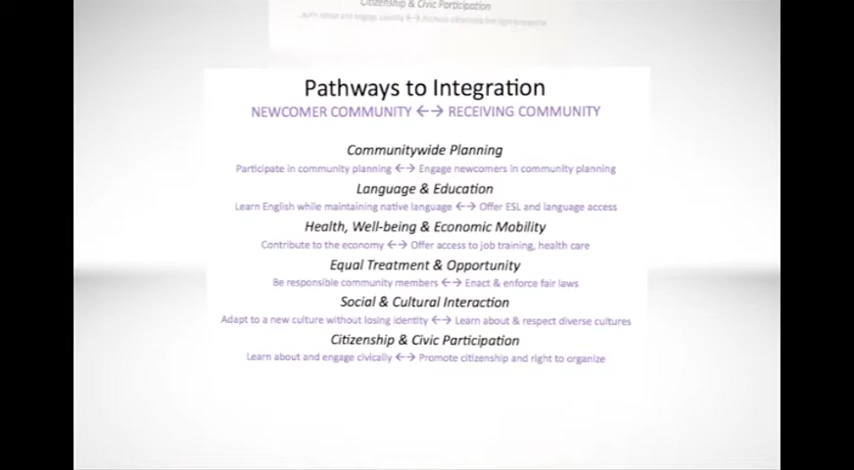 Citizenship & Civic Participation
Pathways to Integration
NEWCOMER COMMUNITY ←→ RECEIVING COMMUNITY
Communitywide Planning
Participate in community planning ←→ Engage newcomers in community planning
Language & Education
Learn English while maintaining native language ←→ Offer ESL and language access
Health, Well-being & Economic Mobility
Contribute to the economy ←→ Offer access to job training, health care
Equal Treatment & Opportunity
Be responsible community members ←→ Enact & enforce fair laws
Social & Cultural Interaction
Adapt to a new culture without losing identity ←→ Learn about & respect diverse cultures
Citizenship & Civic Participation
Learn about and engage civically ←→ Promote citizenship and right to organize